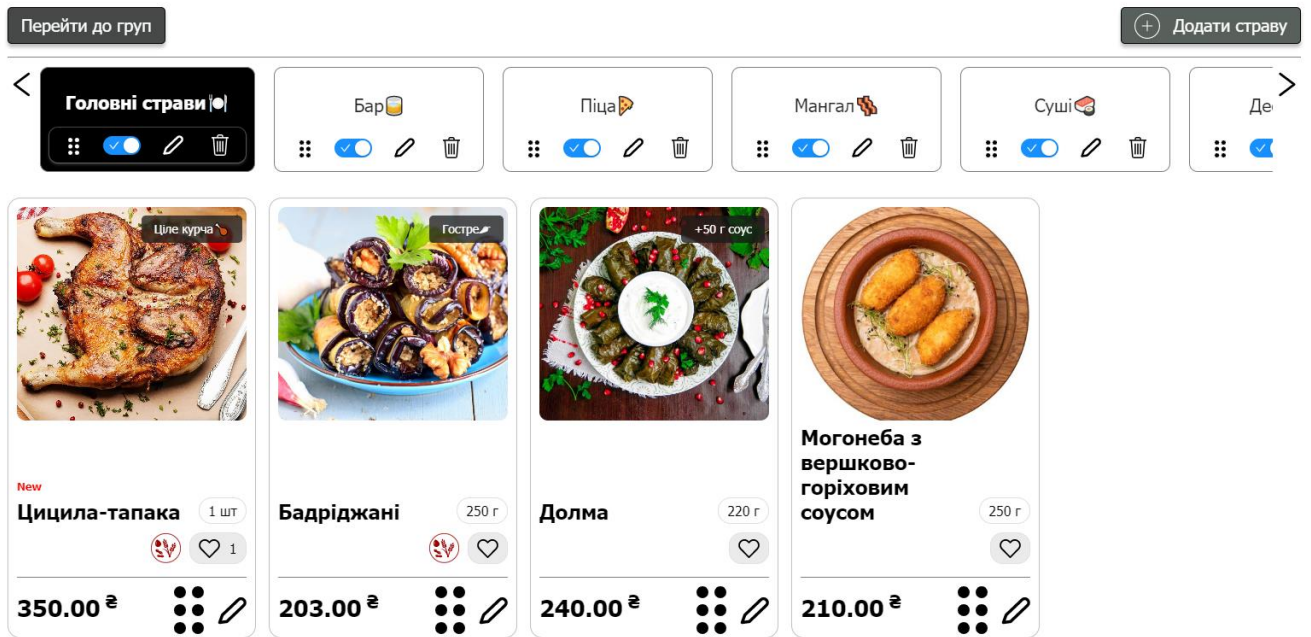 Перейти до груп
Додати страву
Головні страви🍽️
Бар🥃
Піца🍕
Мангал🥓
Суші🍣
Де
Ціле курча🍗
Гостре🌶
+50 г соус
New
Цицила-тапака
1 шт
1
350.00 ₴
Бадріджані
250 г
203.00 ₴
Долма
220 г
240.00 ₴
Могонеба з
вершково-
горіховим
соусом
250 г
210.00 ₴